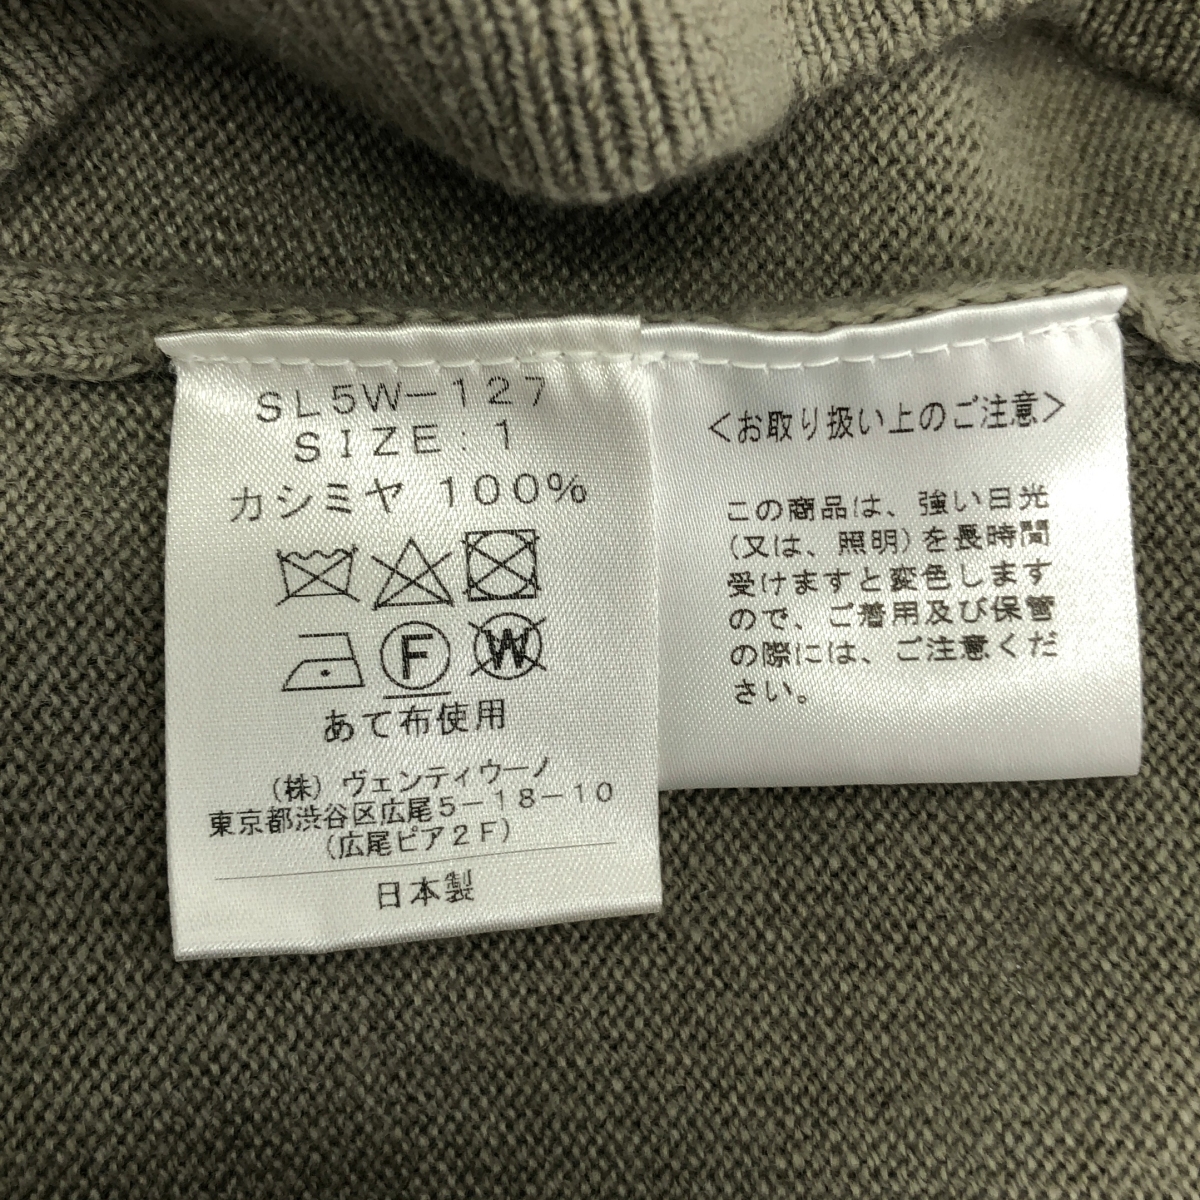 SL5W-127
SIZE:1
カシミヤ 100%
F
W
あて布使用
(株)ヴェンティウーノ
東京都渋谷区広尾5-18-10
(広尾ピア2F)
日本製
<お取り扱い上のご注意>
この商品は、強い日光
(又は、照明)を長時間
受けますと変色します
ので、ご着用及び保管
の際には、ご注意くだ
さい。